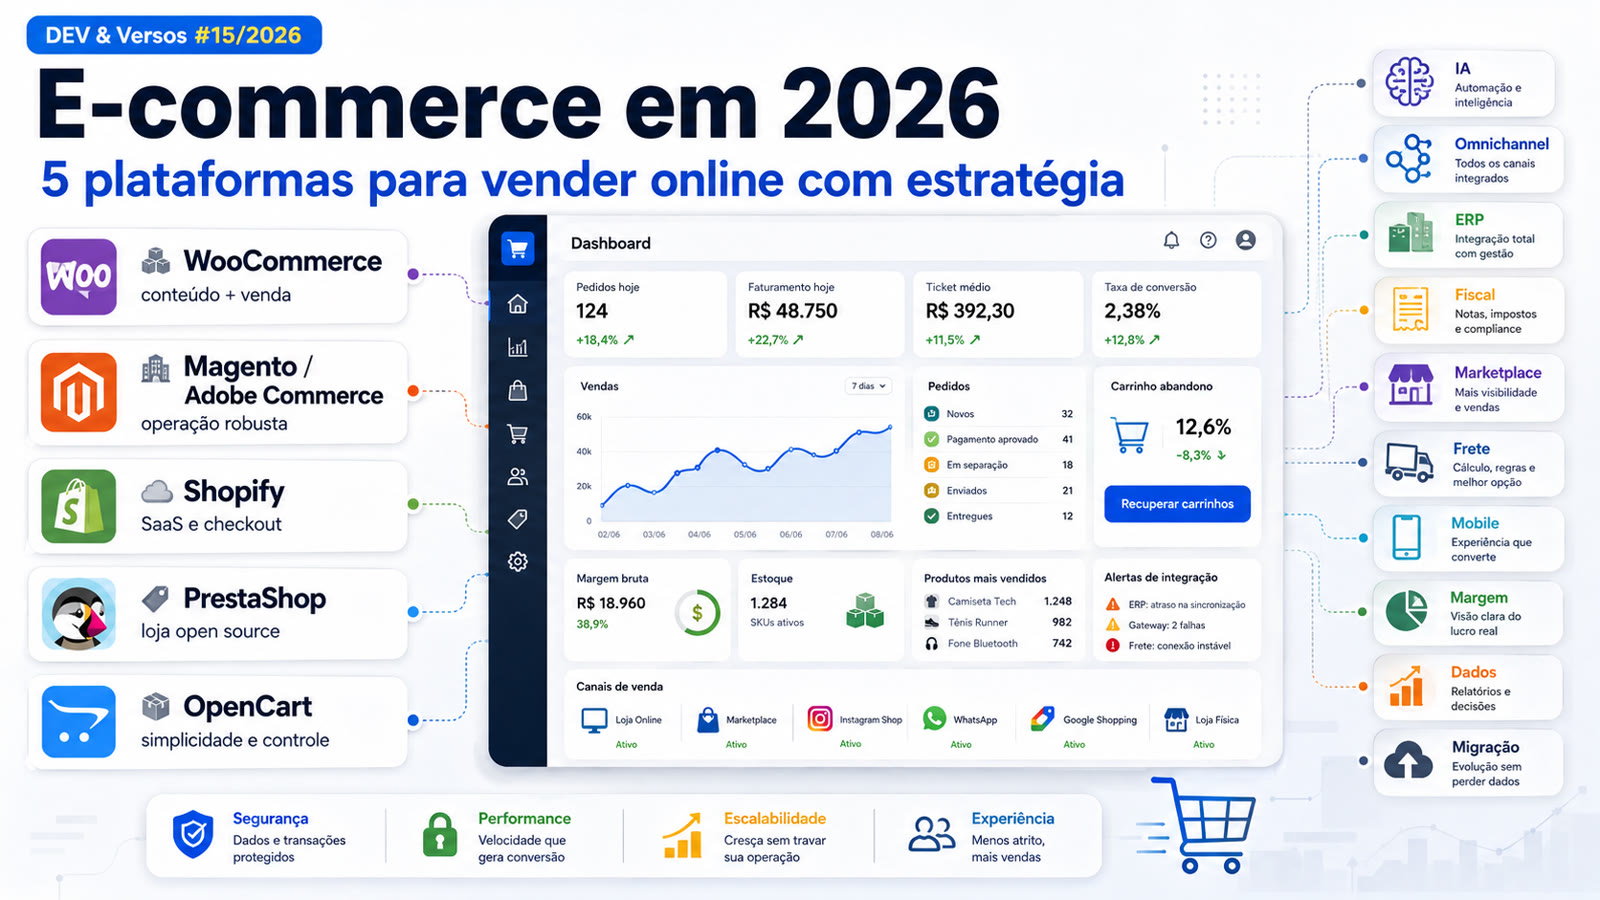 DEV & Versos #15/2026
E-commerce em 2026
5 plataformas para vender online com estratégia
WOO
WooCommerce
conteúdo + venda
Magento /
Adobe Commerce
operação robusta
S
Shopify
SaaS e checkout
PrestaShop
loja open source
OpenCart
simplicidade e controle
Dashboard
?
Pedidos hoje
124
+18,4% ↗
Faturamento hoje
R$ 48.750
+22,7% ↗
Ticket médio
R$ 392,30
+11,5% ↗
Taxa de conversão
2,38%
+12,8% ↗
Vendas
7 dias
60k
40k
20k
0
02/06 03/06 04/06 05/06 06/06 07/06 08/06
Pedidos
Novos 32
Pagamento aprovado 41
Em separação 18
Enviados 21
Entregues 12
Carrinho abandono
12,6%
-8,3% ↓
Recuperar carrinhos
Margem bruta
R$ 18.960
38,9%
$
Estoque
1.284
SKUs ativos
Produtos mais vendidos
Camiseta Tech 1.248
Tênis Runner 982
Fone Bluetooth 742
Alertas de integração
ERP: atraso na sincronização
Gateway: 2 falhas
Frete: conexão instável
Canais de venda
Loja Online
Ativo
Marketplace
Ativo
Instagram Shop
Ativo
WhatsApp
Ativo
Google Shopping
Ativo
Loja Física
Ativo
IA
Automação e
inteligência
Omnichannel
Todos os canais
integrados
ERP
Integração total
com gestão
Fiscal
Notas, impostos
e compliance
Marketplace
Mais visibilidade
e vendas
Frete
Cálculo, regras e
melhor opção
Mobile
Experiência que
converte
Margem
Visão clara do
lucro real
Dados
Relatórios e
decisões
Migração
Evolução sem
perder dados
Segurança
Dados e transações
protegidos
Performance
Velocidade que
gera conversão
Escalabilidade
Cresça sem travar
sua operação
Experiência
Menos atrito,
mais vendas